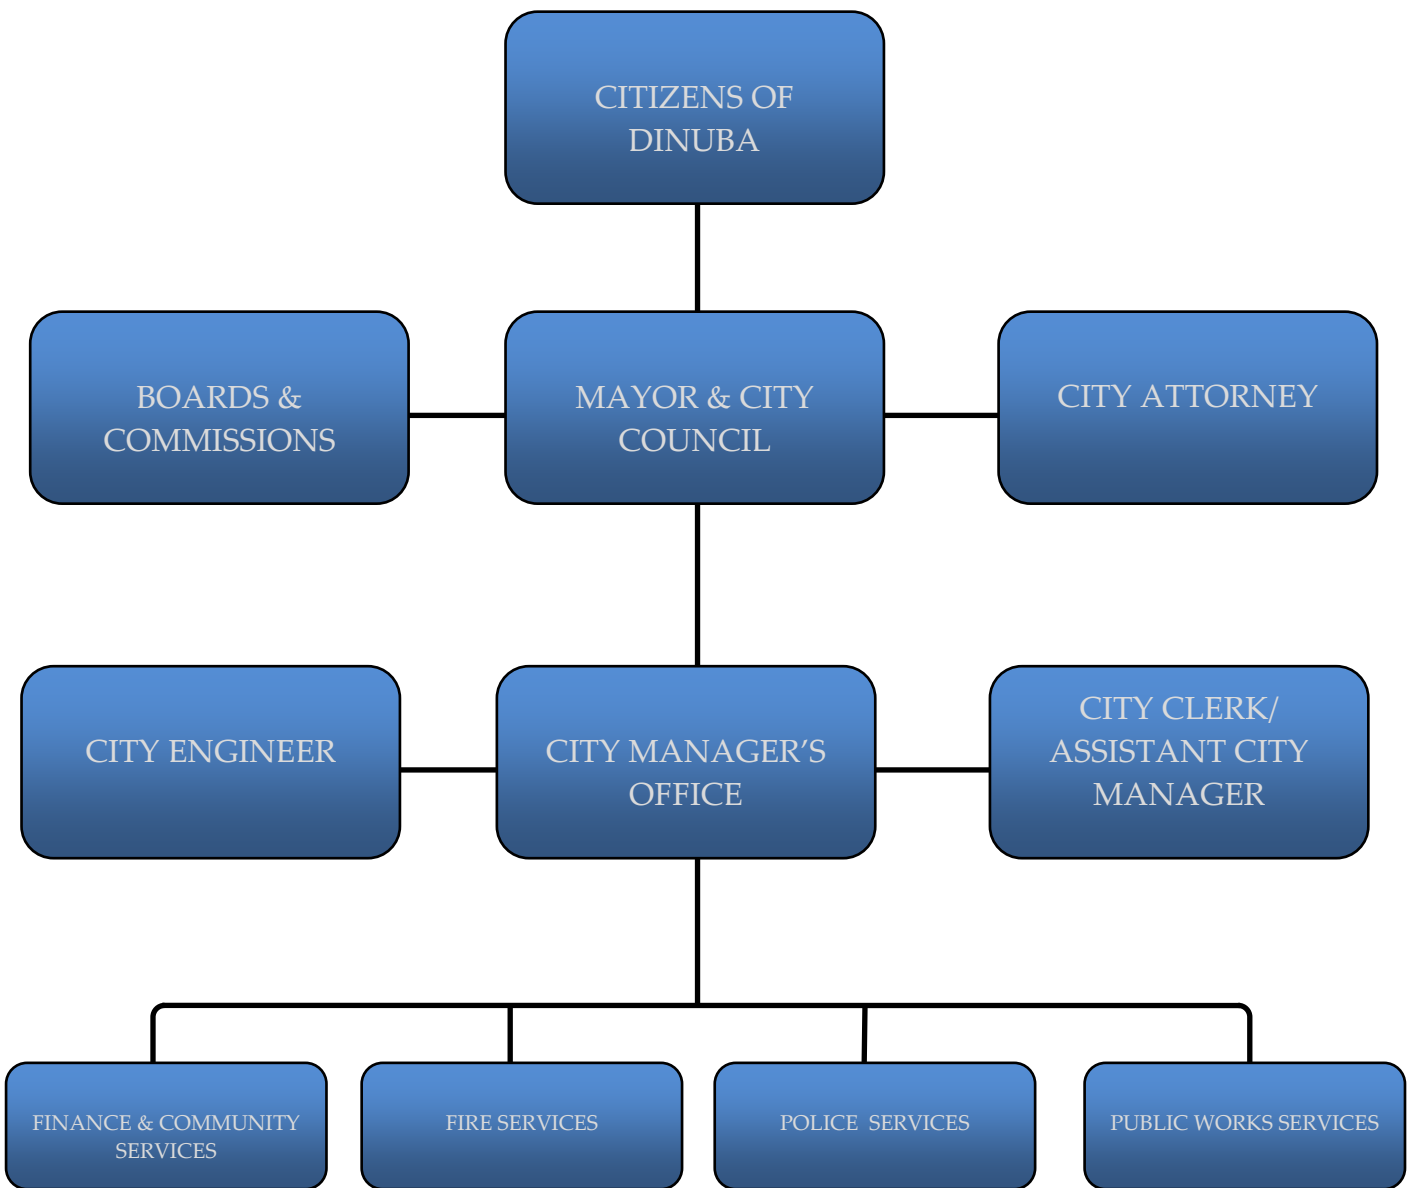 CITIZENS OF
DINUBA
BOARDS &
COMMISSIONS
MAYOR & CITY
COUNCIL
CITY ATTORNEY
CITY ENGINEER
CITY MANAGER’S
OFFICE
CITY CLERK/
ASSISTANT CITY
MANAGER
FINANCE & COMMUNITY
SERVICES
FIRE SERVICES
POLICE  SERVICES
PUBLIC WORKS SERVICES